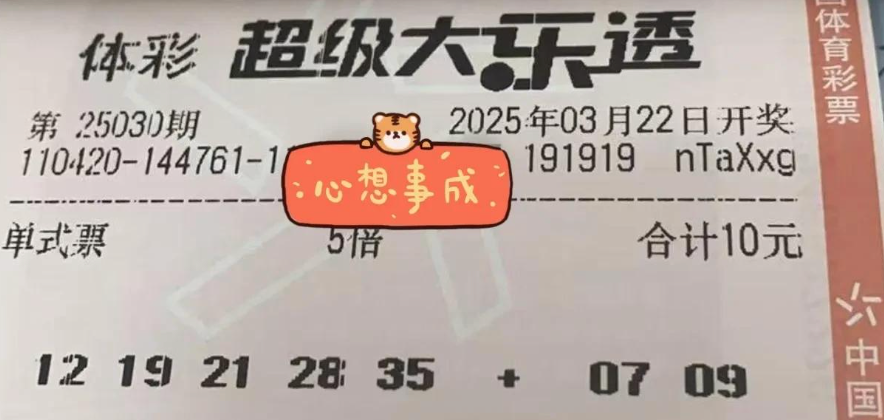 体彩 超级大乐透
第 25030期 2025年03月22日开奖
110420-144761-1 191919 nTaXxg
心想事成
单式票 5倍 合计10元
12 19 21 28 35 + 07 09
国体育彩票
中国